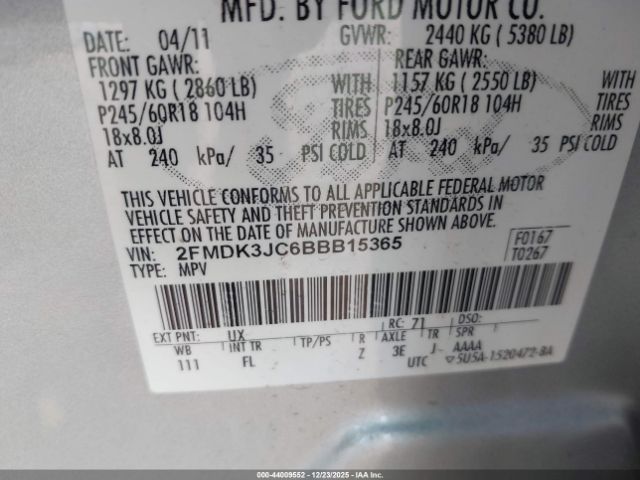 MFD. BY FORD MOTOR CO.
DATE: 04/11 GVWR: 2440 KG ( 5380 LB)
FRONT GAWR: REAR GAWR:
1297 KG ( 2860 LB) WITH 1157 KG ( 2550 LB) WITH
P245/60R18 104H TIRES P245/60R18 104H TIRES
18x8.0J RIMS 18x8.0J RIMS
AT 240 kPa/ 35 PSI COLD AT 240 kPa/ 35 PSI COLD
THIS VEHICLE CONFORMS TO ALL APPLICABLE FEDERAL MOTOR
VEHICLE SAFETY AND THEFT PREVENTION STANDARDS IN
EFFECT ON THE DATE OF MANUFACTURE SHOWN ABOVE.
VIN: 2FMDK3JC6BBB15365 F0167
TYPE: MPV T0267
EXT PNT: UX RC: 71 DSO:
WB INT TR TP/PS R AXLE TR SPR
111 FL Z 3E J AAAA
UTC 5U5A-1520472-BA
000-44009552 - 12/23/2025 - IAA Inc.